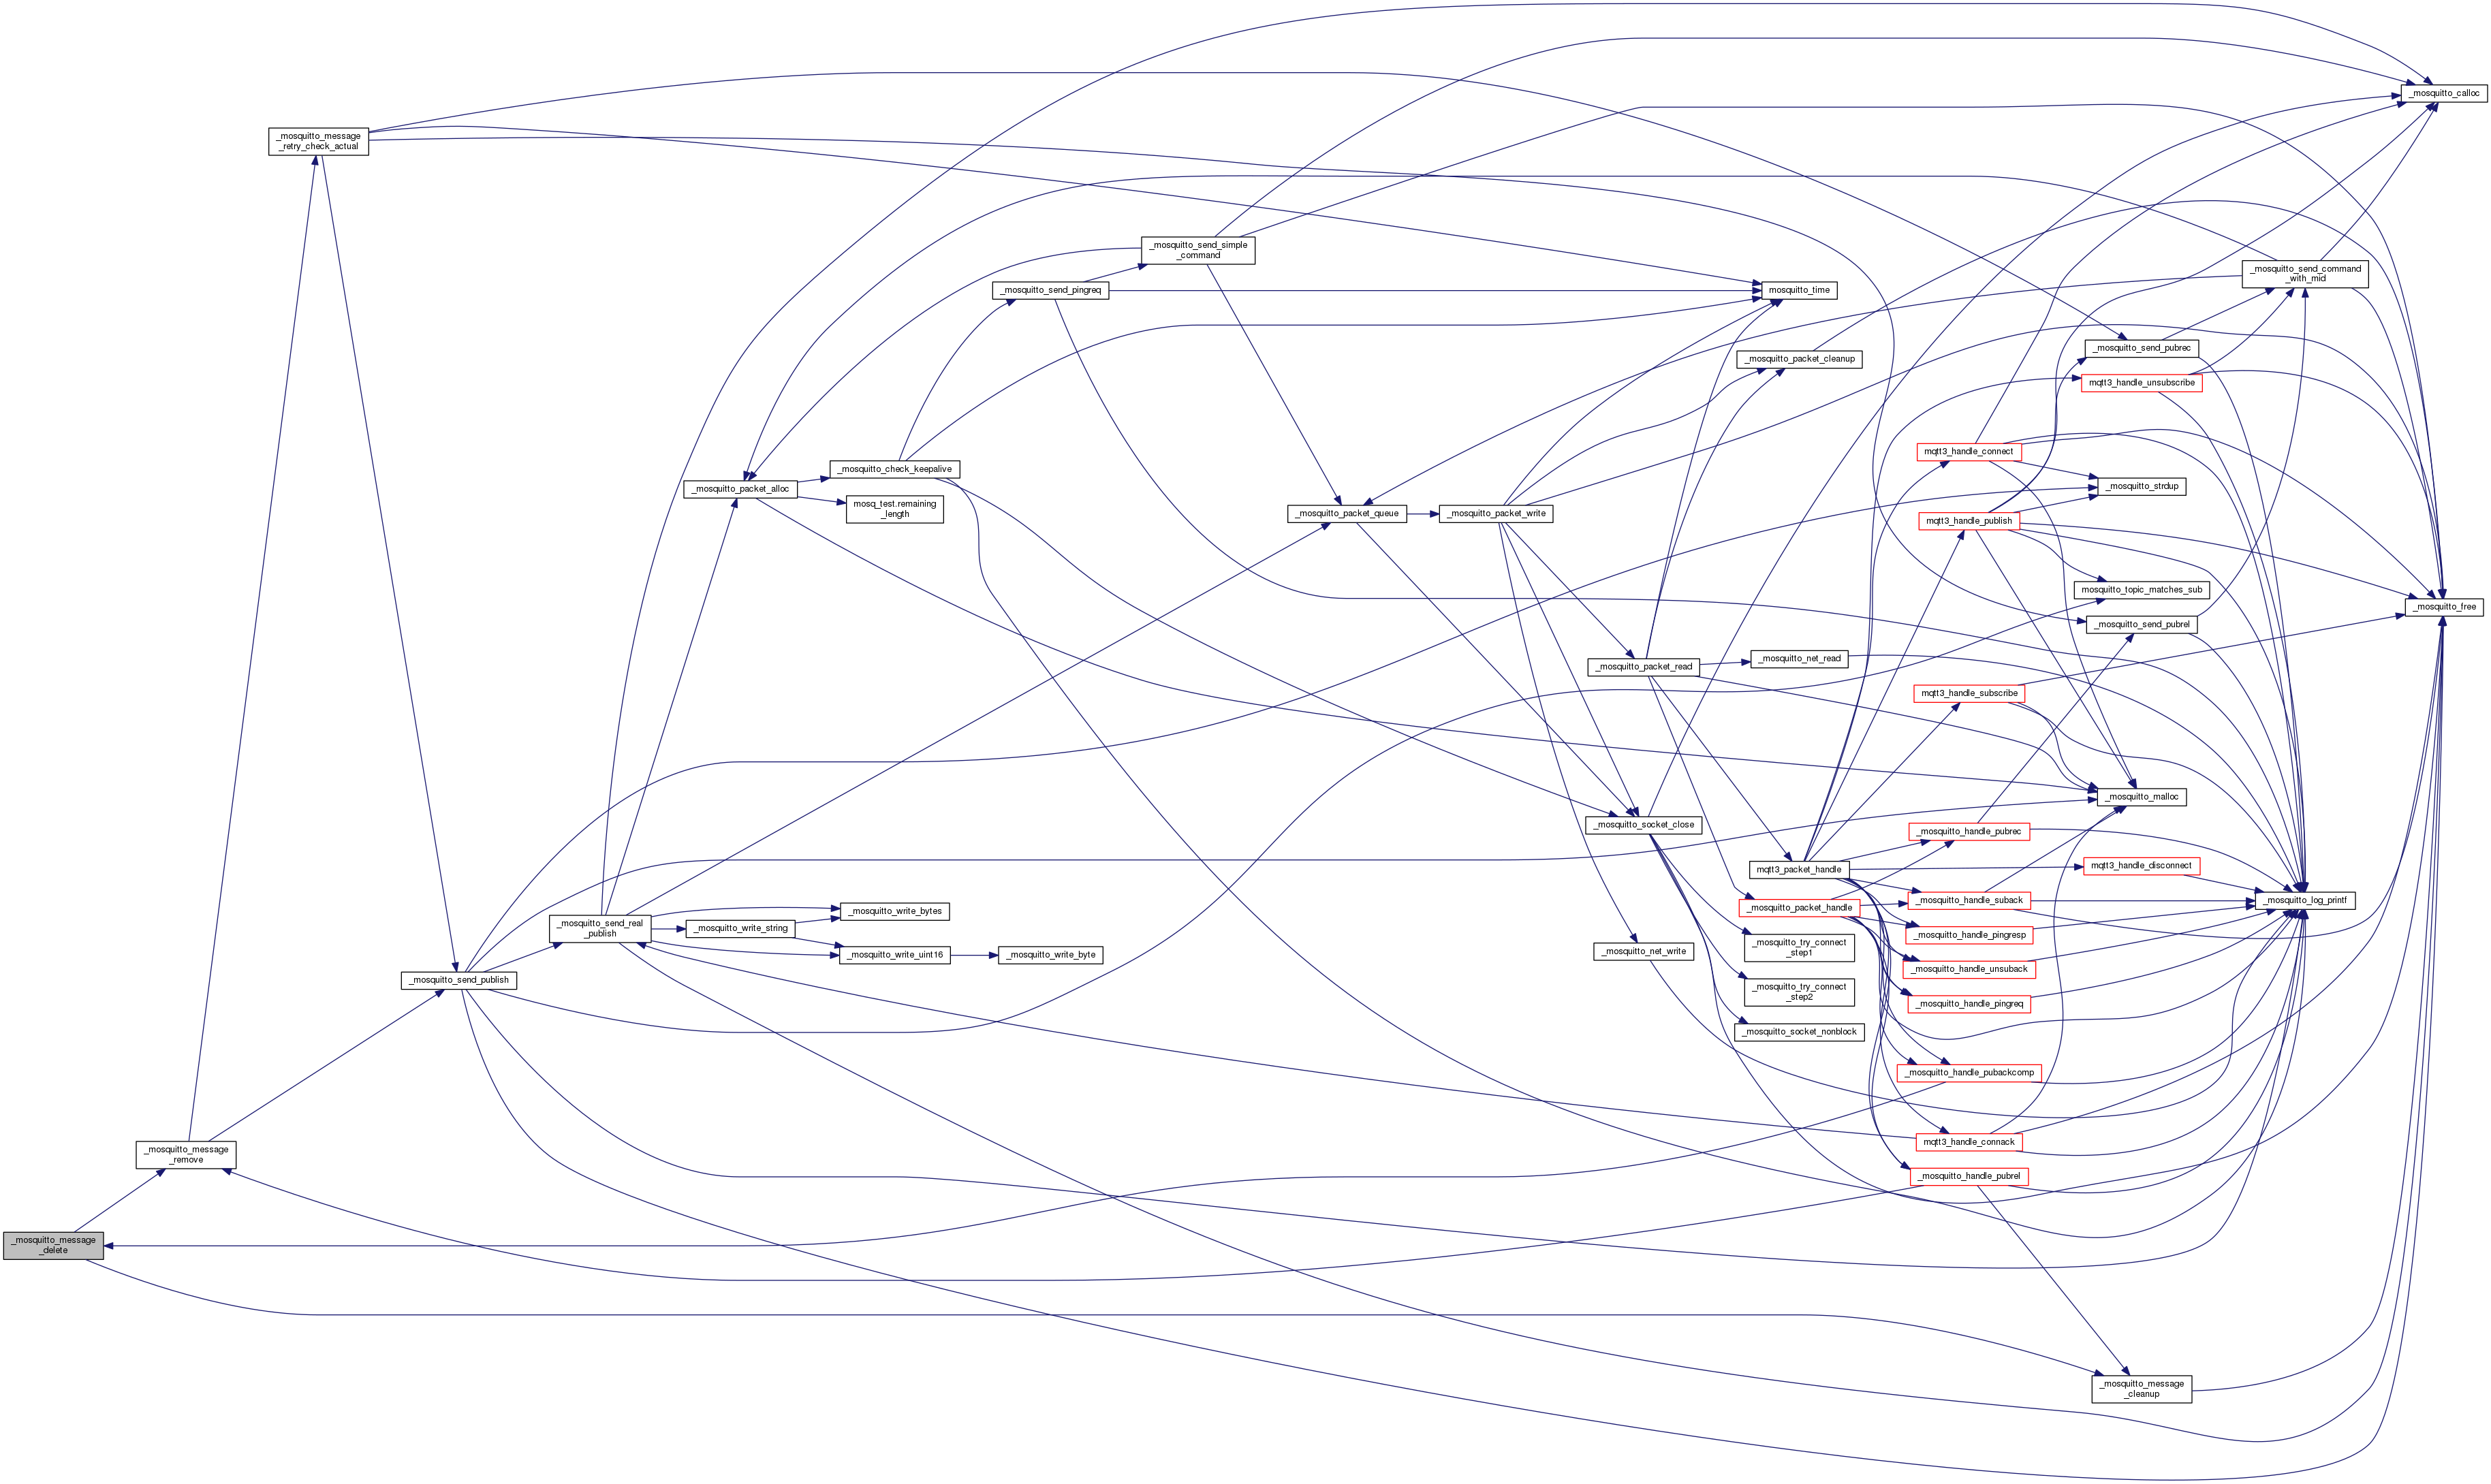 _mosquitto_calloc
_mosquitto_message
_retry_check_actual
_mosquitto_send_simple
_command
_mosquitto_send_command
_with_mid
_mosquitto_send_pingreq
mosquitto_time
_mosquitto_send_pubrec
_mosquitto_packet_cleanup
mqtt3_handle_unsubscribe
mqtt3_handle_connect
_mosquitto_check_keepalive
_mosquitto_packet_alloc
_mosquitto_strdup
mosq_test.remaining
_length
_mosquitto_packet_queue
_mosquitto_packet_write
mqtt3_handle_publish
mosquitto_topic_matches_sub
_mosquitto_free
_mosquitto_send_pubrel
_mosquitto_net_read
_mosquitto_packet_read
mqtt3_handle_subscribe
_mosquitto_malloc
_mosquitto_socket_close
_mosquitto_handle_pubrec
mqtt3_packet_handle
mqtt3_handle_disconnect
_mosquitto_handle_suback
_mosquitto_log_printf
_mosquitto_packet_handle
_mosquitto_write_bytes
_mosquitto_send_real
_publish
_mosquitto_write_string
_mosquitto_handle_pingresp
_mosquitto_try_connect
_step1
_mosquitto_net_write
_mosquitto_write_uint16
_mosquitto_write_byte
_mosquitto_handle_unsuback
_mosquitto_send_publish
_mosquitto_try_connect
_step2
_mosquitto_handle_pingreq
_mosquitto_socket_nonblock
_mosquitto_handle_pubackcomp
mqtt3_handle_connack
_mosquitto_message
_remove
_mosquitto_handle_pubrel
_mosquitto_message
_delete
_mosquitto_message
_cleanup